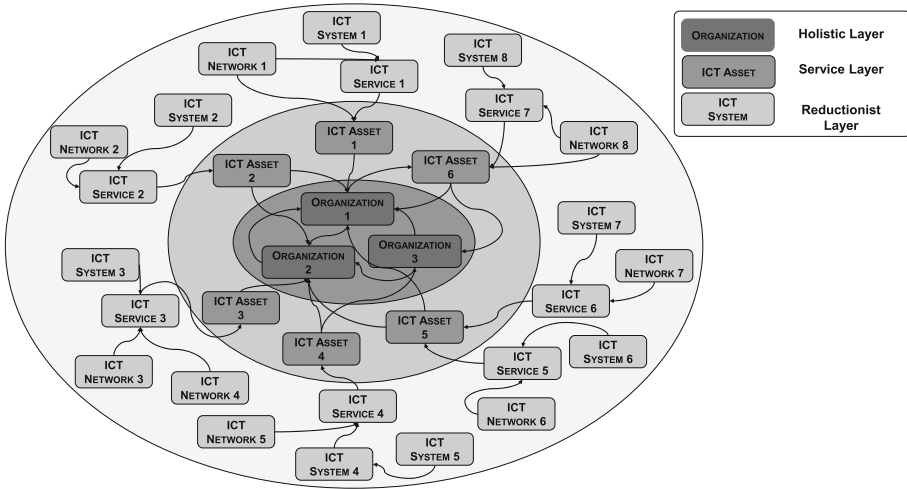 ICT
SYSTEM 1
ICT
NETWORK 1
ICT
SERVICE 1
ICT
SYSTEM 8
ICT
SERVICE 7
ICT
NETWORK 8
ICT
SYSTEM 2
ICT
NETWORK 2
ICT
SERVICE 2
ICT ASSET
1
ICT ASSET
2
ICT ASSET
6
ORGANIZATION
1
ORGANIZATION
2
ORGANIZATION
3
ICT
SYSTEM 7
ICT
NETWORK 7
ICT
SERVICE 6
ICT
SYSTEM 3
ICT
SERVICE 3
ICT ASSET
3
ICT ASSET
4
ICT ASSET
5
ICT
SERVICE 5
ICT
SYSTEM 6
ICT
NETWORK 3
ICT
NETWORK 4
ICT
SERVICE 4
ICT
NETWORK 6
ICT
NETWORK 5
ICT
SYSTEM 4
ICT
SYSTEM 5
ORGANIZATION Holistic Layer
ICT ASSET Service Layer
ICT
SYSTEM
Reductionist
Layer